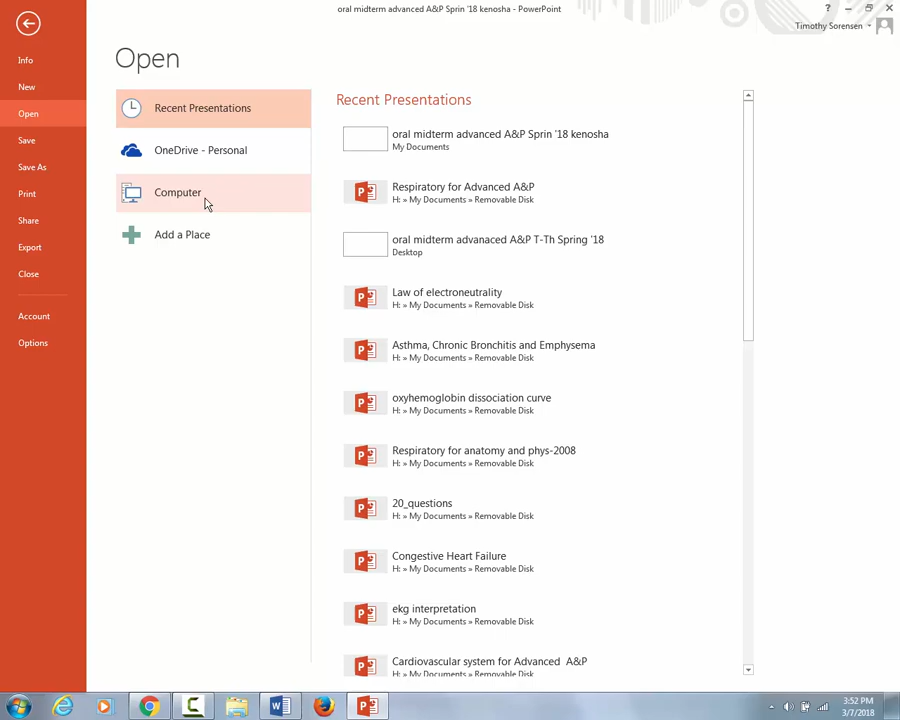 oral midterm advanced A&P Sprin '18 kenosha - PowerPoint
?
Timothy Sorensen
Info
New
Open
Save
Save As
Print
Share
Export
Close
Account
Options
Open
Recent Presentations
OneDrive - Personal
Computer
Add a Place
Recent Presentations
oral midterm advanced A&P Sprin '18 kenosha
My Documents
Respiratory for Advanced A&P
H: » My Documents » Removable Disk
oral midterm advanaced A&P T-Th Spring '18
Desktop
Law of electroneutrality
H: » My Documents » Removable Disk
Asthma, Chronic Bronchitis and Emphysema
H: » My Documents » Removable Disk
oxyhemoglobin dissociation curve
H: » My Documents » Removable Disk
Respiratory for anatomy and phys-2008
H: » My Documents » Removable Disk
20_questions
H: » My Documents » Removable Disk
Congestive Heart Failure
H: » My Documents » Removable Disk
ekg interpretation
H: » My Documents » Removable Disk
Cardiovascular system for Advanced A&P
H: » My Documents » Removable Disk
3:52 PM
3/7/2018